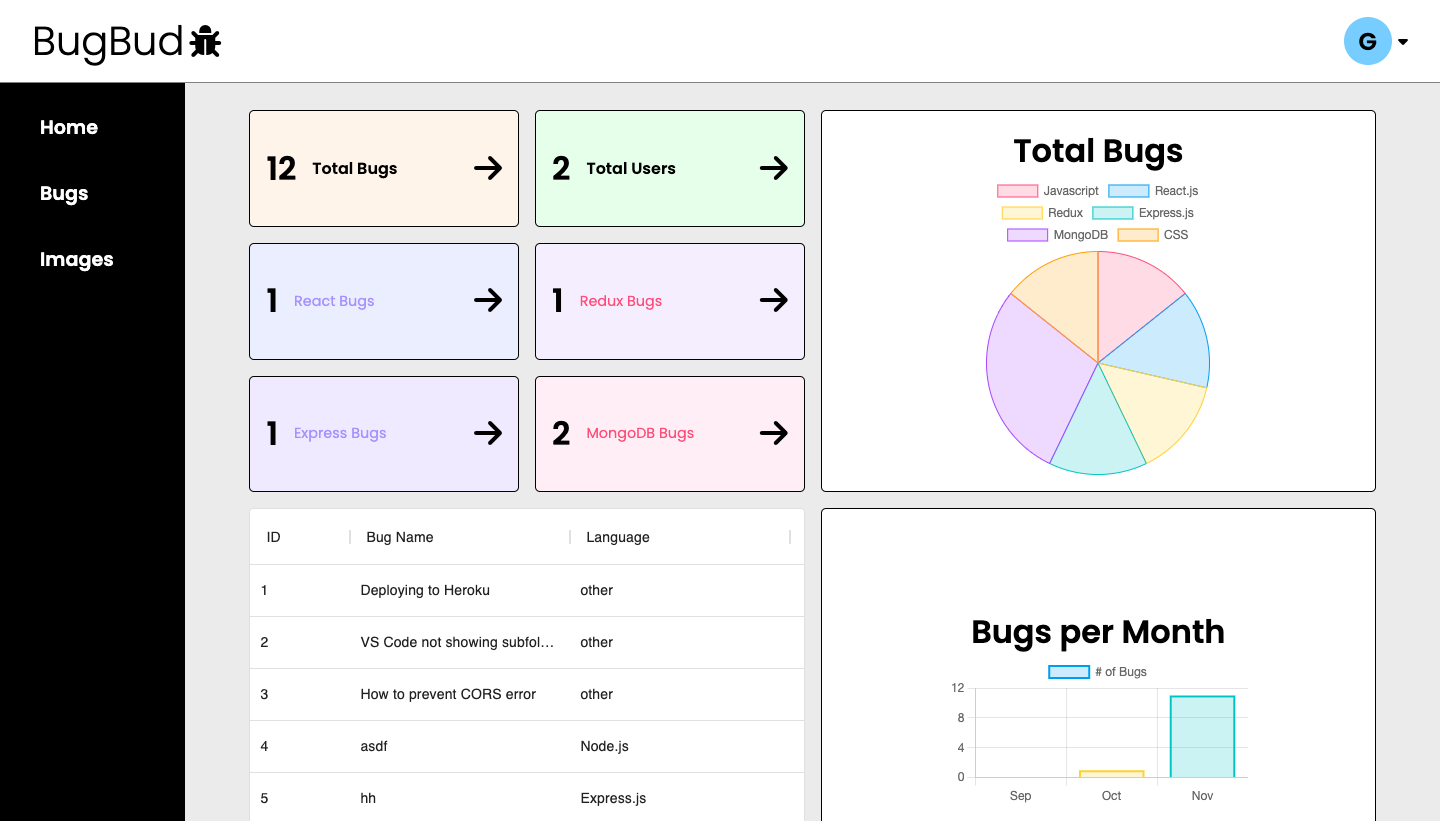 BugBud
G
Home
Bugs
Images
12 Total Bugs
2 Total Users
1 React Bugs
1 Redux Bugs
1 Express Bugs
2 MongoDB Bugs
Total Bugs
Javascript React.js
Redux Express.js
MongoDB CSS
ID Bug Name Language
1 Deploying to Heroku other
2 VS Code not showing subfol... other
3 How to prevent CORS error other
4 asdf Node.js
5 hh Express.js
Bugs per Month
# of Bugs
12
8
4
0
Sep Oct Nov